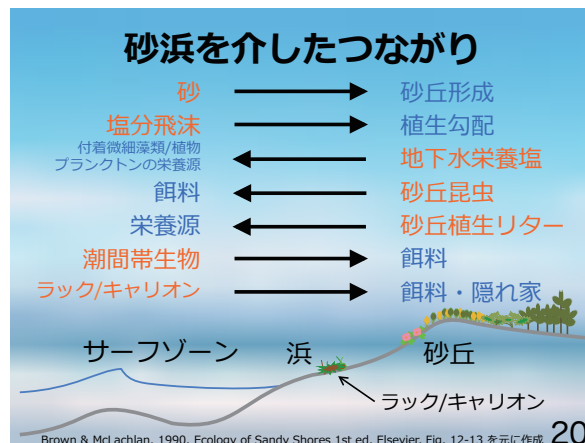 砂浜を介したつながり
砂 砂丘形成
塩分飛沫 植生勾配
付着微細藻類/植物
プランクトンの栄養源 地下水栄養塩
餌料 砂丘昆虫
栄養源 砂丘植生リター
潮間帯生物 餌料
ラック/キャリオン 餌料・隠れ家
サーフゾーン 浜 砂丘
ラック/キャリオン
Brown & McLachlan, 1990, Ecology of Sandy Shores 1st ed, Elsevier, Fig. 12-13 を元に作成 20